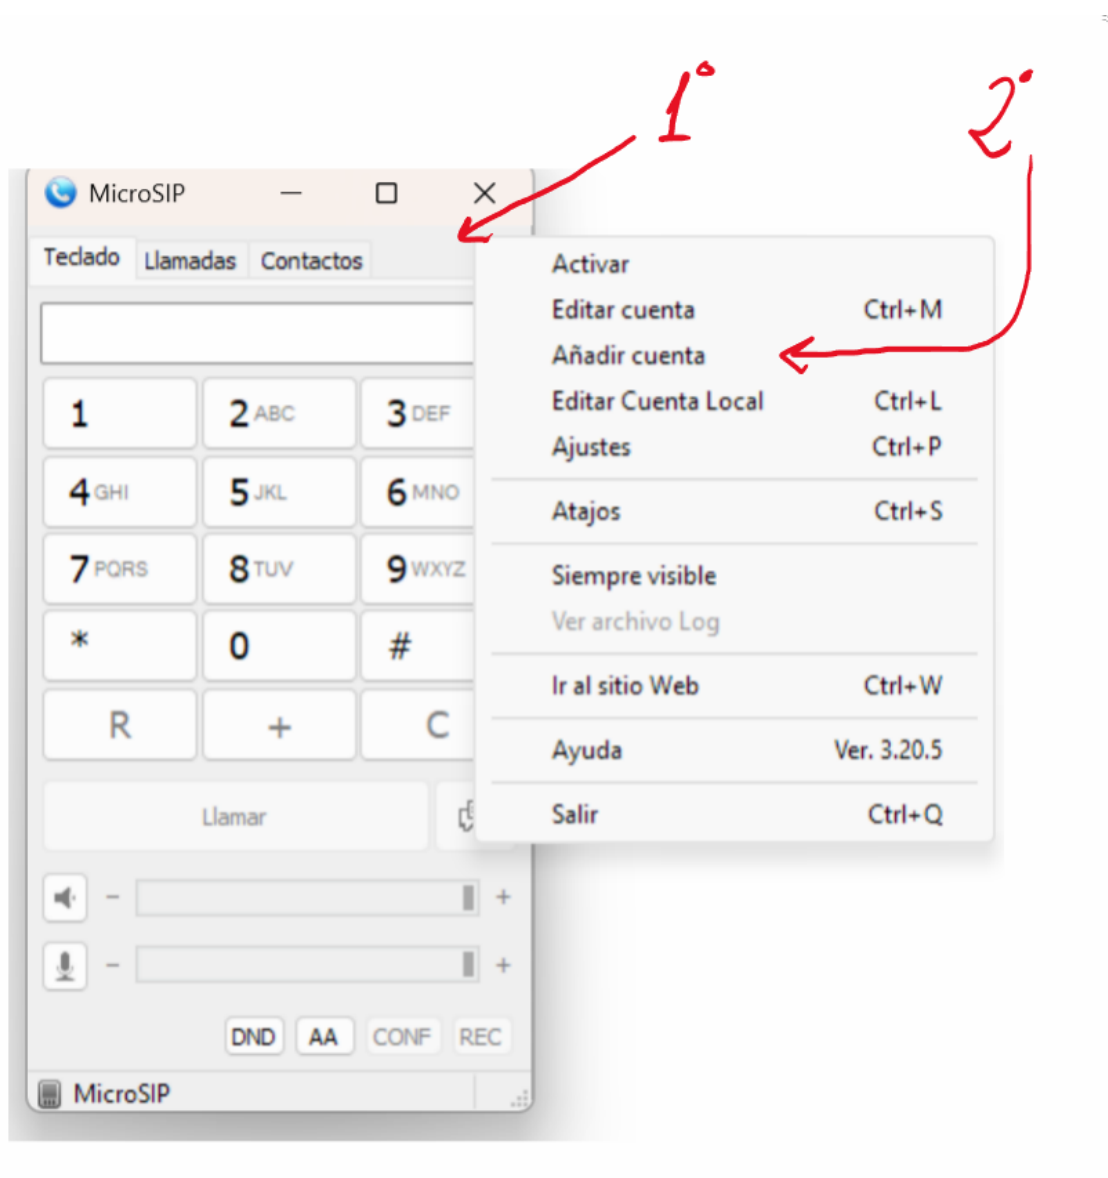 1º
2º
MicroSIP
Teclado Llamadas Contactos
Activar
Editar cuenta Ctrl+M
Añadir cuenta
Editar Cuenta Local Ctrl+L
Ajustes Ctrl+P
Atajos Ctrl+S
Siempre visible
Ver archivo Log
Ir al sitio Web Ctrl+W
Ayuda Ver. 3.20.5
Salir Ctrl+Q
1 2 ABC 3 DEF
4 GHI 5 JKL 6 MNO
7 PQRS 8 TUV 9 WXYZ
* 0 #
R + C
Llamar
- +
- +
DND AA CONF REC
MicroSIP